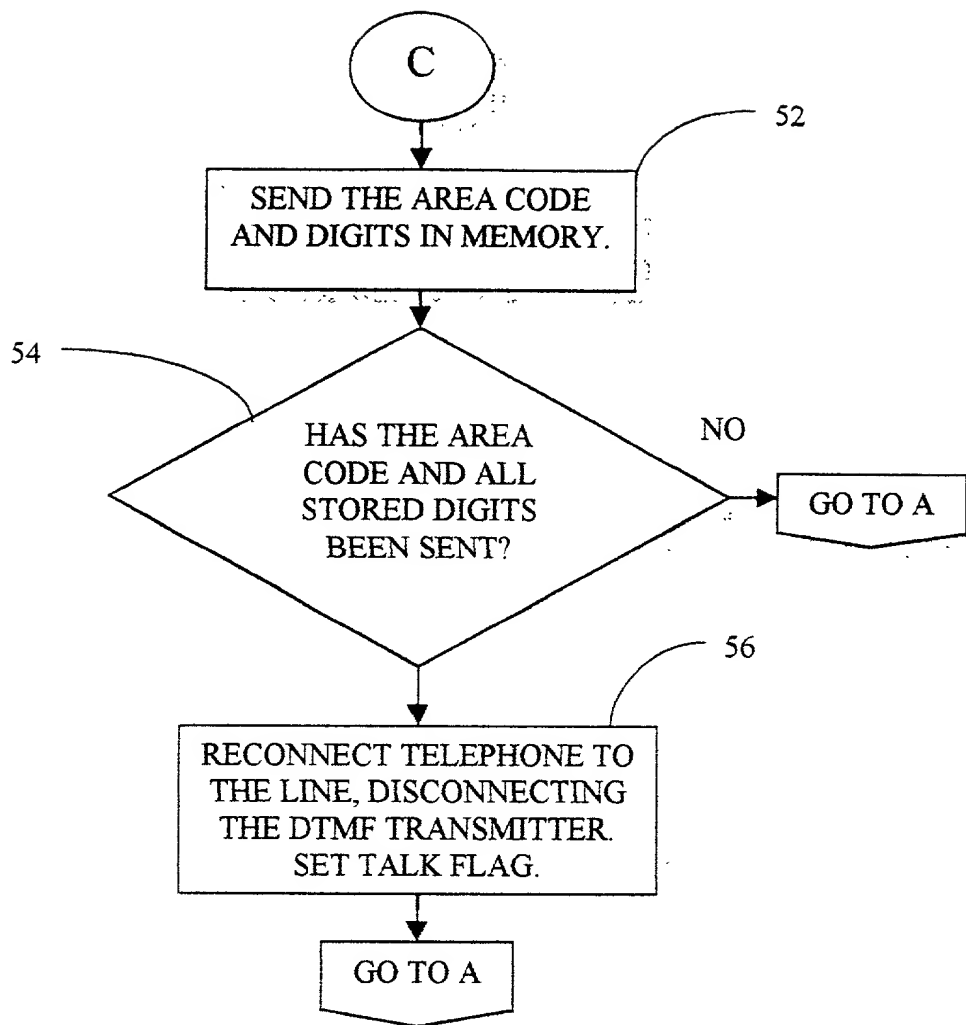 C
52
SEND THE AREA CODE
AND DIGITS IN MEMORY.
54
HAS THE AREA
CODE AND ALL
STORED DIGITS
BEEN SENT?
NO
GO TO A
56
RECONNECT TELEPHONE TO
THE LINE, DISCONNECTING
THE DTMF TRANSMITTER.
SET TALK FLAG.
GO TO A